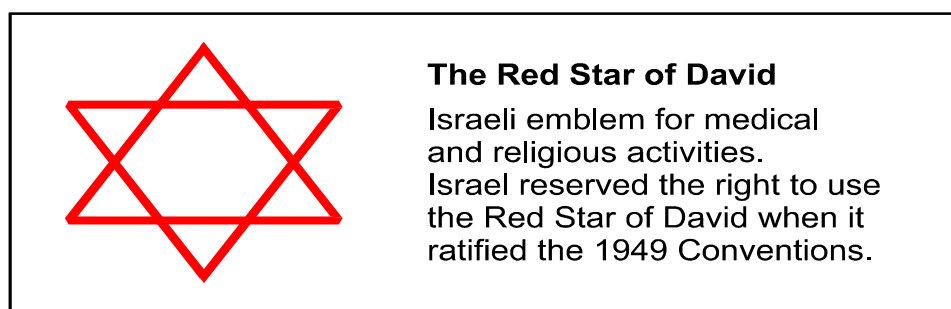 The Red Star of David
Israeli emblem for medical
and religious activities.
Israel reserved the right to use
the Red Star of David when it
ratified the 1949 Conventions.